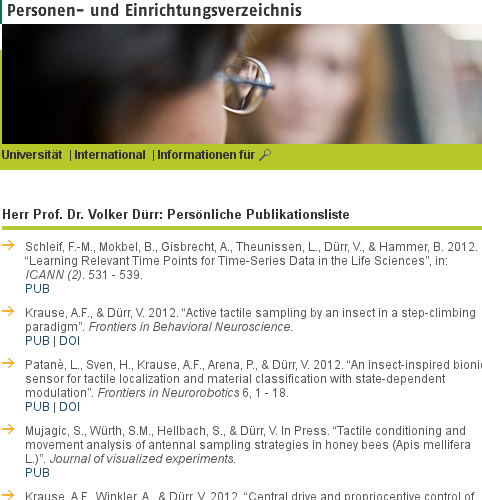 Personen- und Einrichtungsverzeichnis
Universität | International | Informationen für
Herr Prof. Dr. Volker Dürr: Persönliche Publikationsliste
Schleif, F.-M., Mokbel, B., Gisbrecht, A., Theunissen, L., Dürr, V., & Hammer, B. 2012.
“Learning Relevant Time Points for Time-Series Data in the Life Sciences”, in:
ICANN (2). 531 - 539.
PUB
Krause, A.F., & Dürr, V. 2012. “Active tactile sampling by an insect in a step-climbing
paradigm”. Frontiers in Behavioral Neuroscience.
PUB | DOI
Patanè, L., Sven, H., Krause, A.F., Arena, P., & Dürr, V. 2012. “An insect-inspired bionic
sensor for tactile localization and material classification with state-dependent
modulation”. Frontiers in Neurorobotics 6, 1 - 18.
PUB | DOI
Mujagic, S., Würth, S.M., Hellbach, S., & Dürr, V. In Press. “Tactile conditioning and
movement analysis of antennal sampling strategies in honey bees (Apis mellifera
L.)”. Journal of visualized experiments.
PUB
Krause, A.F., Winkler, A., & Dürr, V. 2012. “Central drive and proprioceptive control of